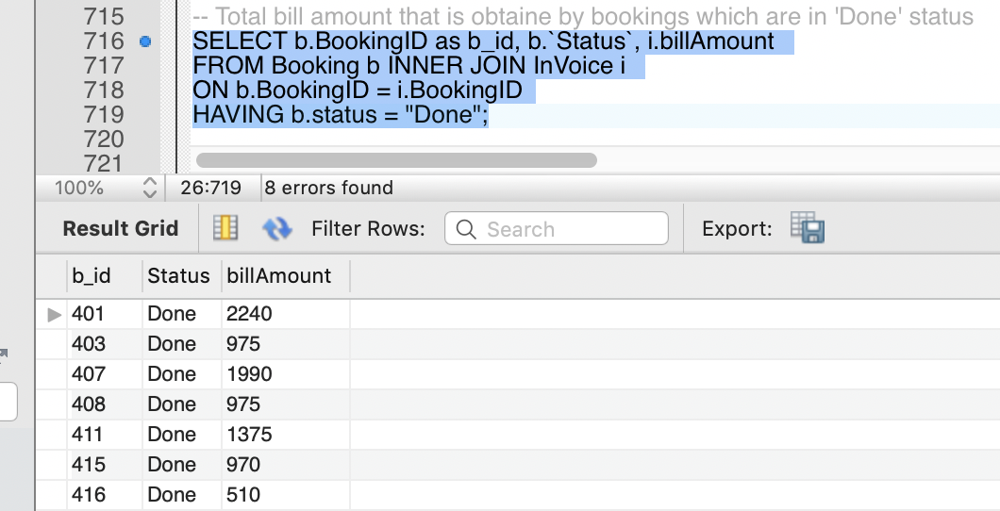 715 -- Total bill amount that is obtaine by bookings which are in 'Done' status
716 SELECT b.BookingID as b_id, b.`Status`, i.billAmount
717 FROM Booking b INNER JOIN InVoice i
718 ON b.BookingID = i.BookingID
719 HAVING b.status = "Done";
720
721
100% 26:719 8 errors found
Result Grid Filter Rows: Search Export:
b_id Status billAmount
401 Done 2240
403 Done 975
407 Done 1990
408 Done 975
411 Done 1375
415 Done 970
416 Done 510